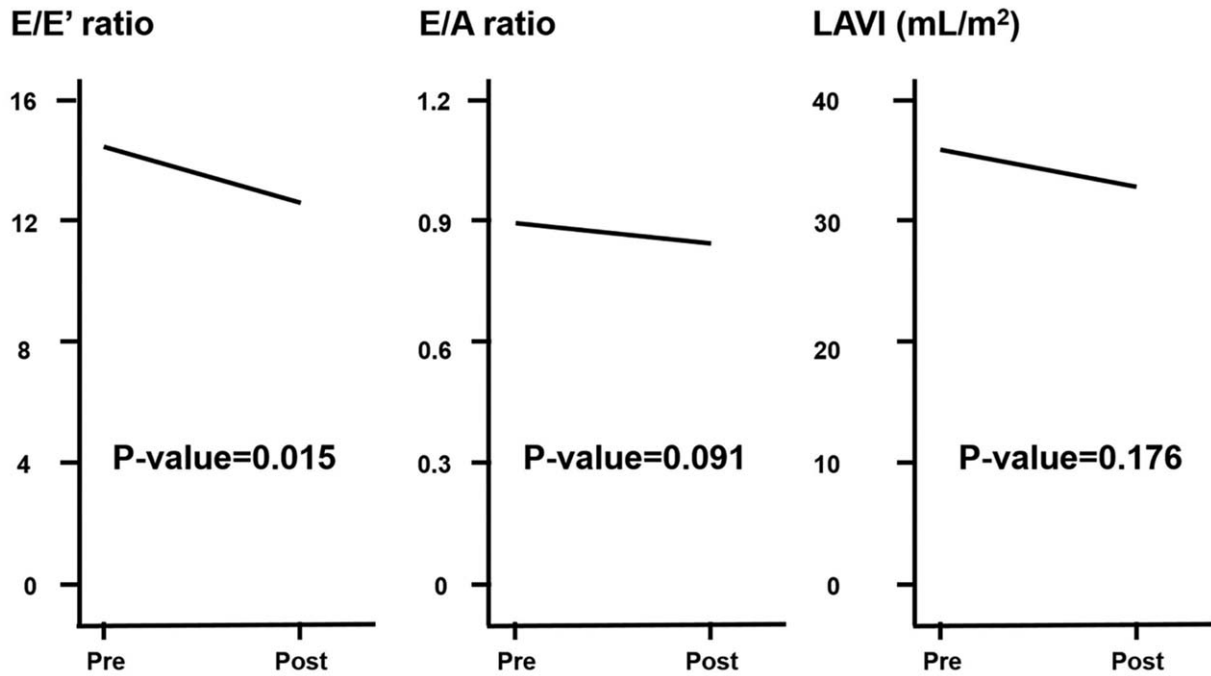 E/E’ ratio
16
12
8
4
0
P-value=0.015
Pre Post
E/A ratio
1.2
0.9
0.6
0.3
0
P-value=0.091
Pre Post
LAVI (mL/m²)
40
30
20
10
0
P-value=0.176
Pre Post